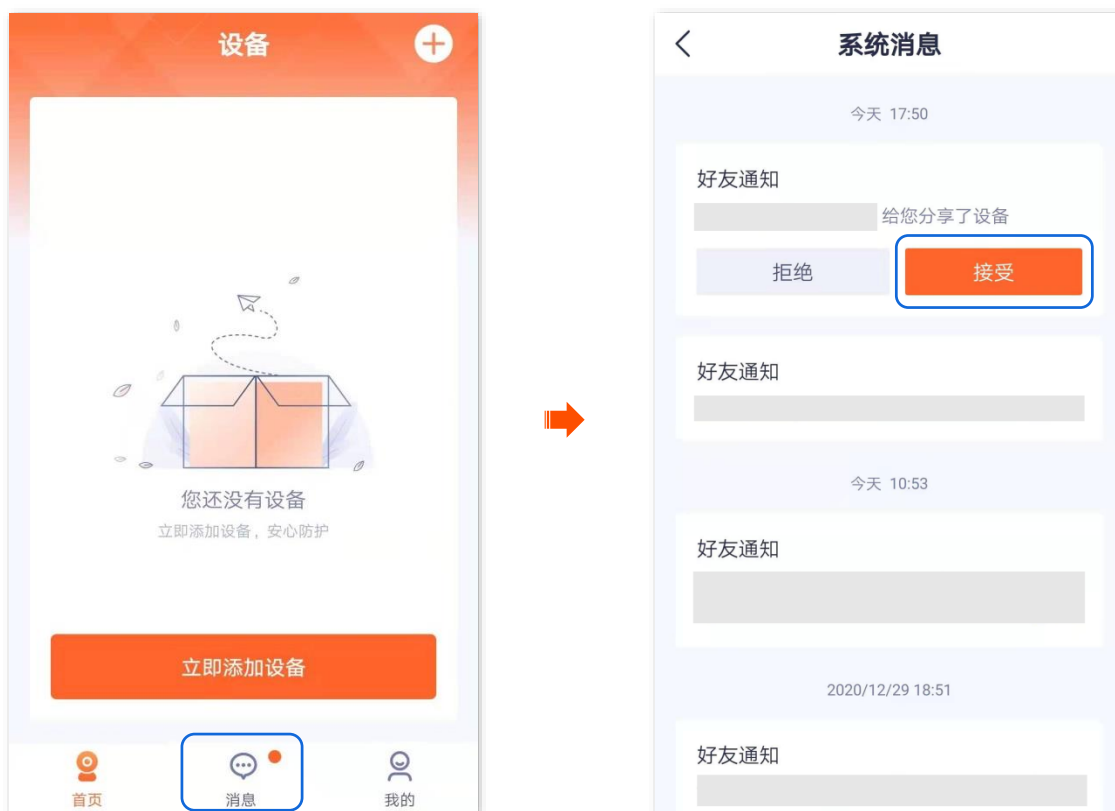 设备
您还没有设备
立即添加设备，安心防护
立即添加设备
首页
消息
我的
系统消息
今天 17:50
好友通知
给您分享了设备
拒绝
接受
好友通知
今天 10:53
好友通知
2020/12/29 18:51
好友通知